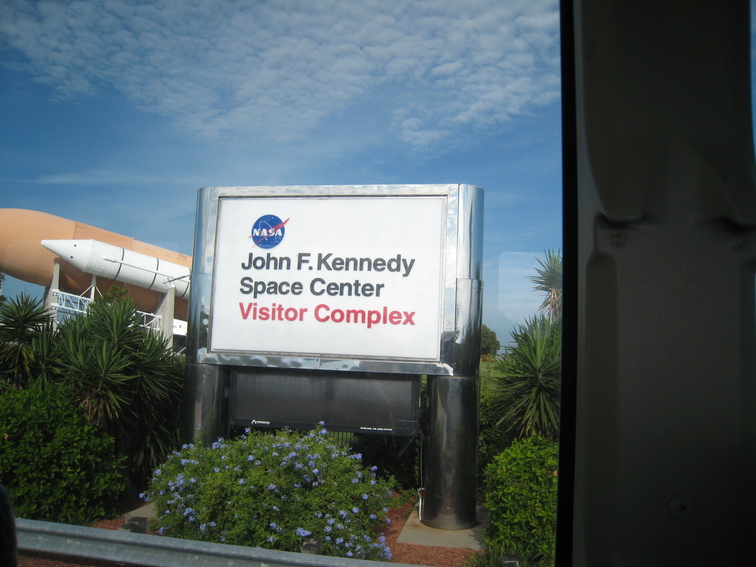 NASA
John F. Kennedy
Space Center
Visitor Complex